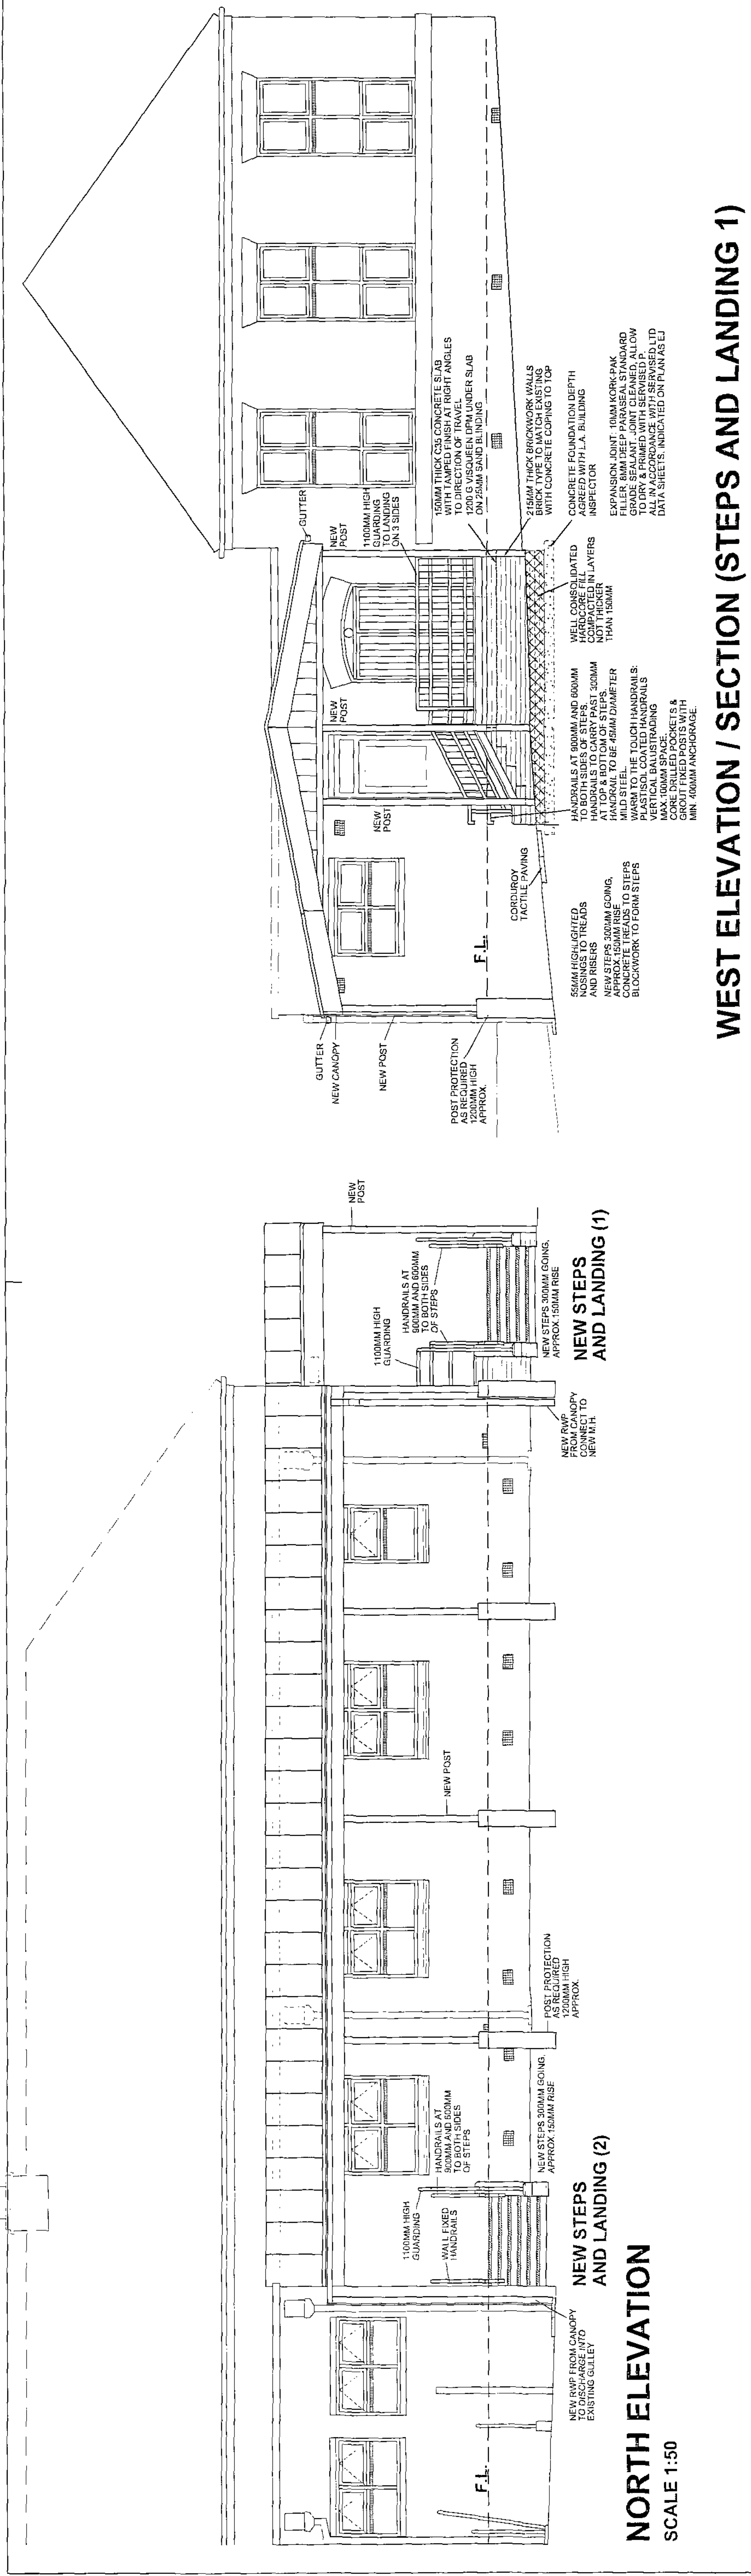 NEW RWP FROM CANOPY
TO DISCHARGE INTO
EXISTING GULLEY
F.L.
NORTH ELEVATION
SCALE 1:50
1100MM HIGH
GUARDING
WALL FIXED
HANDRAILS
HANDRAILS AT
900MM AND 600MM
TO BOTH SIDES
OF STEPS
NEW STEPS 300MM GOING,
APPROX.150MM RISE
NEW STEPS
AND LANDING (2)
POST PROTECTION
AS REQUIRED
1200MM HIGH
APPROX.
NEW POST
NEW RWP
FROM CANOPY
CONNECT TO
NEW M.H.
1100MM HIGH
GUARDING
HANDRAILS AT
900MM AND 600MM
TO BOTH SIDES
OF STEPS
NEW
POST
NEW STEPS 300MM GOING,
APPROX.150MM RISE
NEW STEPS
AND LANDING (1)
GUTTER
NEW CANOPY
NEW POST
POST PROTECTION
AS REQUIRED
1200MM HIGH
APPROX.
F.L.
CORDUROY
TACTILE PAVING
55MM HIGHLIGHTED
NOSINGS TO TREADS
AND RISERS
NEW STEPS 300MM GOING,
APPROX.150MM RISE
CONCRETE TREADS TO STEPS
BLOCKWORK TO FORM STEPS
NEW
POST
NEW
POST
NEW
POST
GUTTER
1100MM HIGH
GUARDING
TO LANDING
ON 3 SIDES
HANDRAILS AT 900MM AND 600MM
TO BOTH SIDES OF STEPS.
HANDRAILS TO CARRY PAST 300MM
AT TOP & BOTTOM OF STEPS.
HANDRAIL TO BE 45MM DIAMETER
MILD STEEL.
WARM TO THE TOUCH HANDRAILS:
PLASTISOL COATED HANDRAILS
VERTICAL BALUSTRADING
MAX.100MM SPACE.
CORE DRILLED POCKETS &
GROUT FIXED POSTS WITH
MIN. 400MM ANCHORAGE.
150MM THICK C35 CONCRETE SLAB
WITH TAMPED FINISH AT RIGHT ANGLES
TO DIRECTION OF TRAVEL
1200 G VISQUEEN DPM UNDER SLAB
ON 25MM SAND BLINDING
215MM THICK BRICKWORK WALLS
BRICK TYPE TO MATCH EXISTING
WITH CONCRETE COPING TO TOP
CONCRETE FOUNDATION DEPTH
AGREED WITH L.A. BUILDING
INSPECTOR
WELL CONSOLIDATED
HARDCORE FILL
COMPACTED IN LAYERS
NOT THICKER
THAN 150MM
EXPANSION JOINT: 10MM KORK-PAK
FILLER, 8MM DEEP PARASEAL STANDARD
GRADE SEALANT. JOINT CLEANED, ALLOW
TO DRY & PRIMED WITH SERVISED P.
ALL IN ACCORDANCE WITH SERVISED LTD
DATA SHEETS. INDICATED ON PLAN AS EJ
WEST ELEVATION / SECTION (STEPS AND LANDING 1)